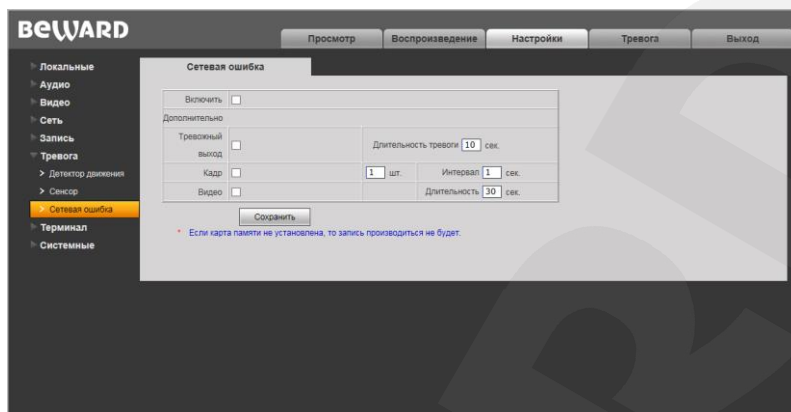 BEWARD
Просмотр Воспроизведение Настройки Тревога Выход
Локальные
Аудио
Видео
Сеть
Запись
Тревога
> Детектор движения
> Сенсор
> Сетевая ошибка
Терминал
Системные
Сетевая ошибка
Включить
Дополнительно
Тревожный выход Длительность тревоги 10 сек.
Кадр 1 шт. Интервал 1 сек.
Видео Длительность 30 сек.
Сохранить
* Если карта памяти не установлена, то запись производиться не будет.